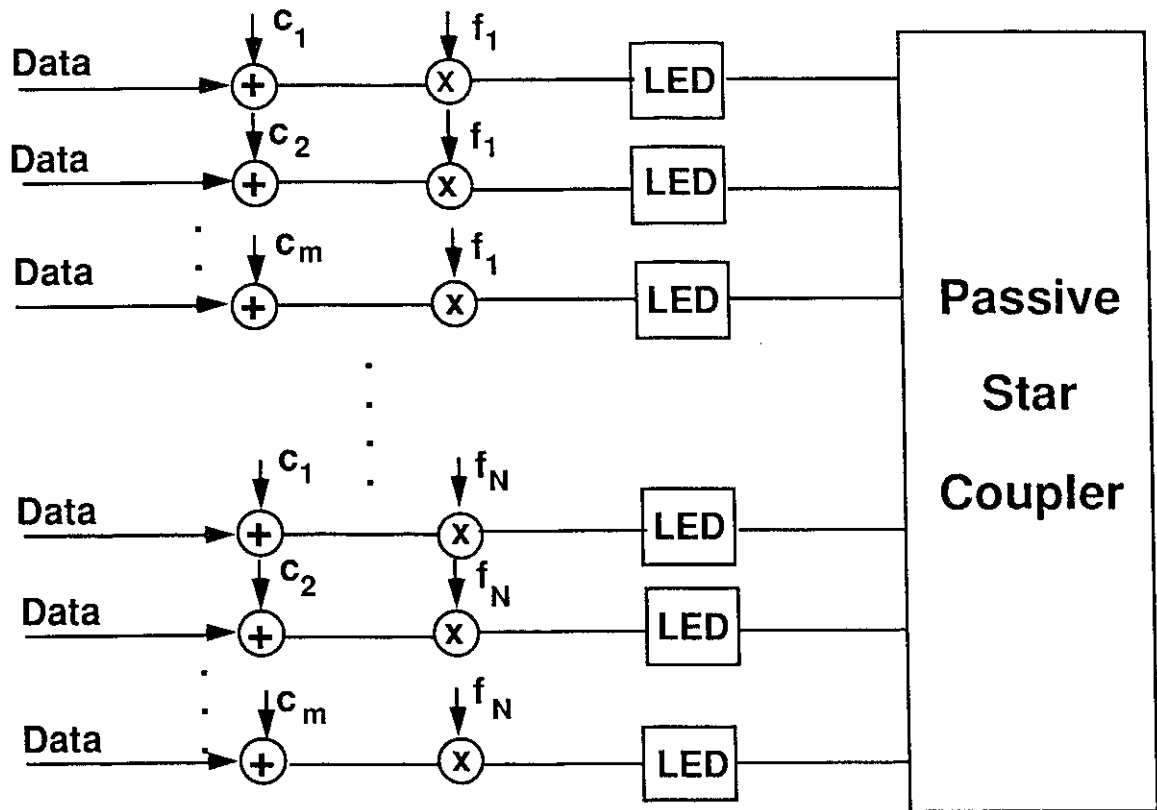 c1 f1
Data + x LED
c2 f1
Data + x LED
cm f1
Data + x LED
Passive
Star
Coupler
c1 fN
Data + x LED
c2 fN
Data + x LED
cm fN
Data + x LED